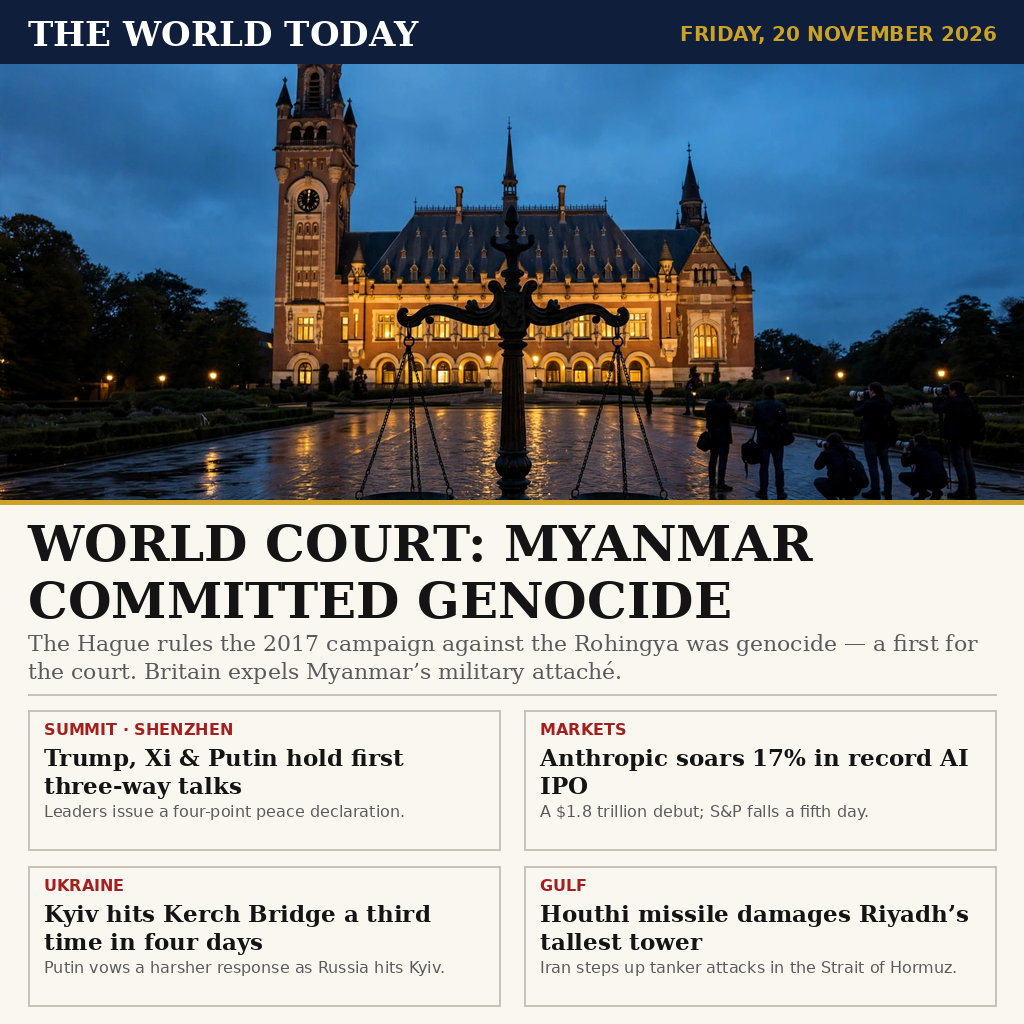 THE WORLD TODAY
FRIDAY, 20 NOVEMBER 2026
WORLD COURT: MYANMAR
COMMITTED GENOCIDE
The Hague rules the 2017 campaign against the Rohingya was genocide — a first for
the court. Britain expels Myanmar’s military attaché.
SUMMIT · SHENZHEN
Trump, Xi & Putin hold first
three-way talks
Leaders issue a four-point peace declaration.
MARKETS
Anthropic soars 17% in record AI
IPO
A $1.8 trillion debut; S&P falls a fifth day.
UKRAINE
Kyiv hits Kerch Bridge a third
time in four days
Putin vows a harsher response as Russia hits Kyiv.
GULF
Houthi missile damages Riyadh’s
tallest tower
Iran steps up tanker attacks in the Strait of Hormuz.